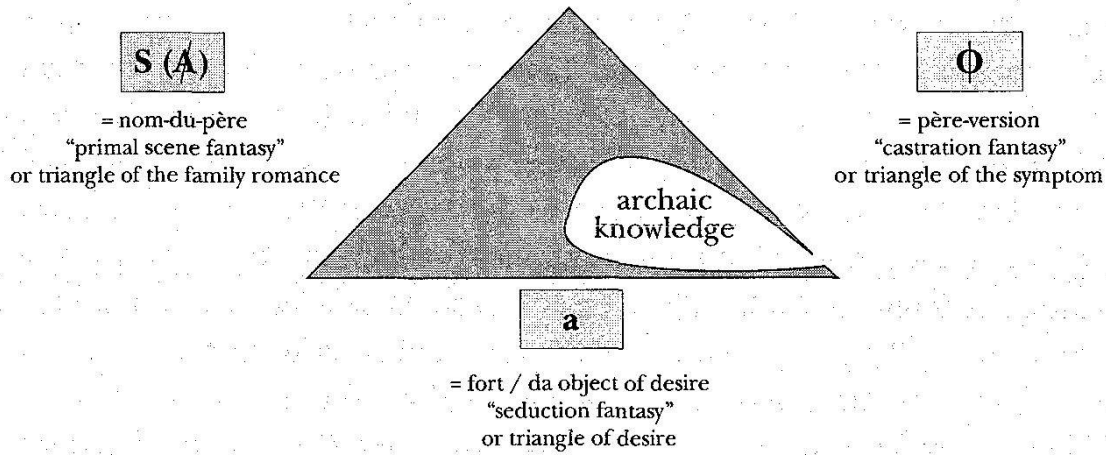 S (Ⱥ)
= nom-du-père
"primal scene fantasy"
or triangle of the family romance
Φ
= père-version
"castration fantasy"
or triangle of the symptom
archaic
knowledge
a
= fort / da object of desire
"seduction fantasy"
or triangle of desire